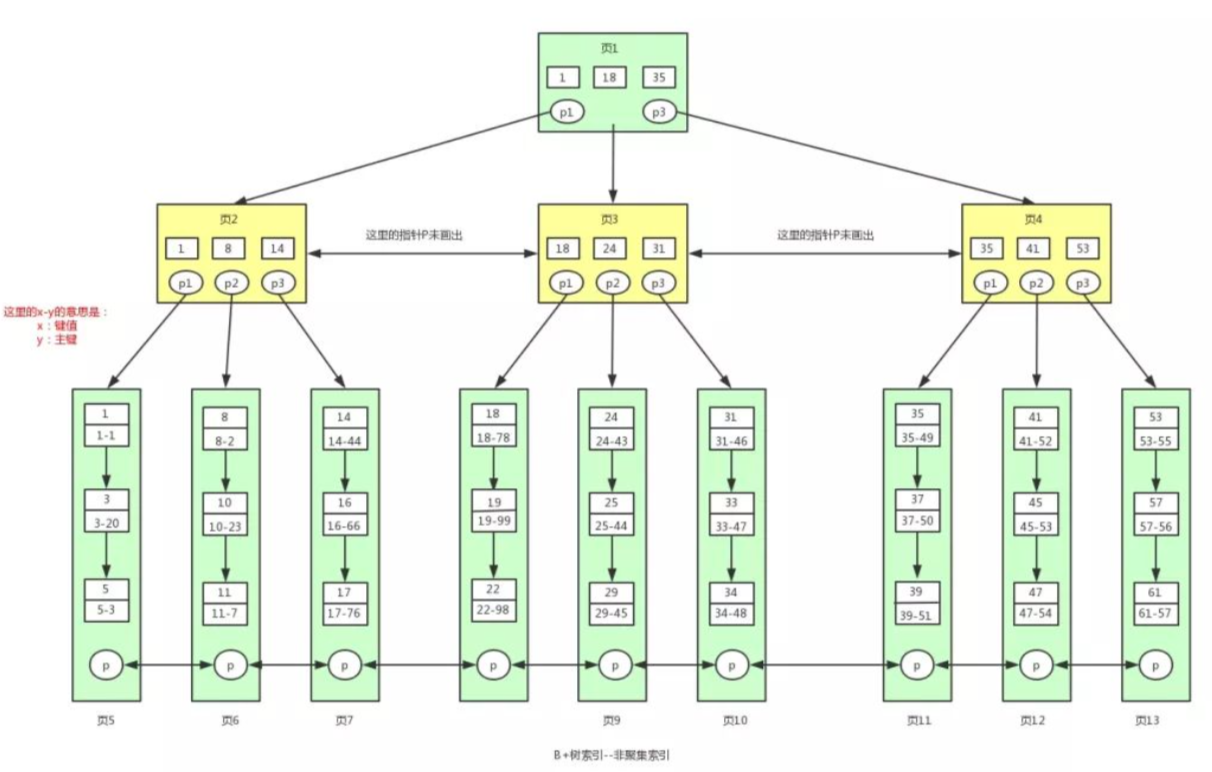 页1
1 18 35
p1 p3
页2
1 8 14
p1 p2 p3
这里的指针P未画出
页3
18 24 31
p1 p2 p3
这里的指针P未画出
页4
35 41 53
p1 p2 p3
这里的x-y的意思是：
x：键值
y：主键
1
1-1
3
3-20
5
5-3
p
页5
8
8-2
10
10-23
11
11-7
p
页6
14
14-44
16
16-66
17
17-76
p
页7
18
18-78
19
19-99
22
22-98
p
24
24-43
25
25-44
29
29-45
p
页9
31
31-46
33
33-47
34
34-48
p
页10
35
35-49
37
37-50
39
39-51
p
页11
41
41-52
45
45-53
47
47-54
p
页12
53
53-55
57
57-56
61
61-57
p
页13
B+树索引--非聚集索引